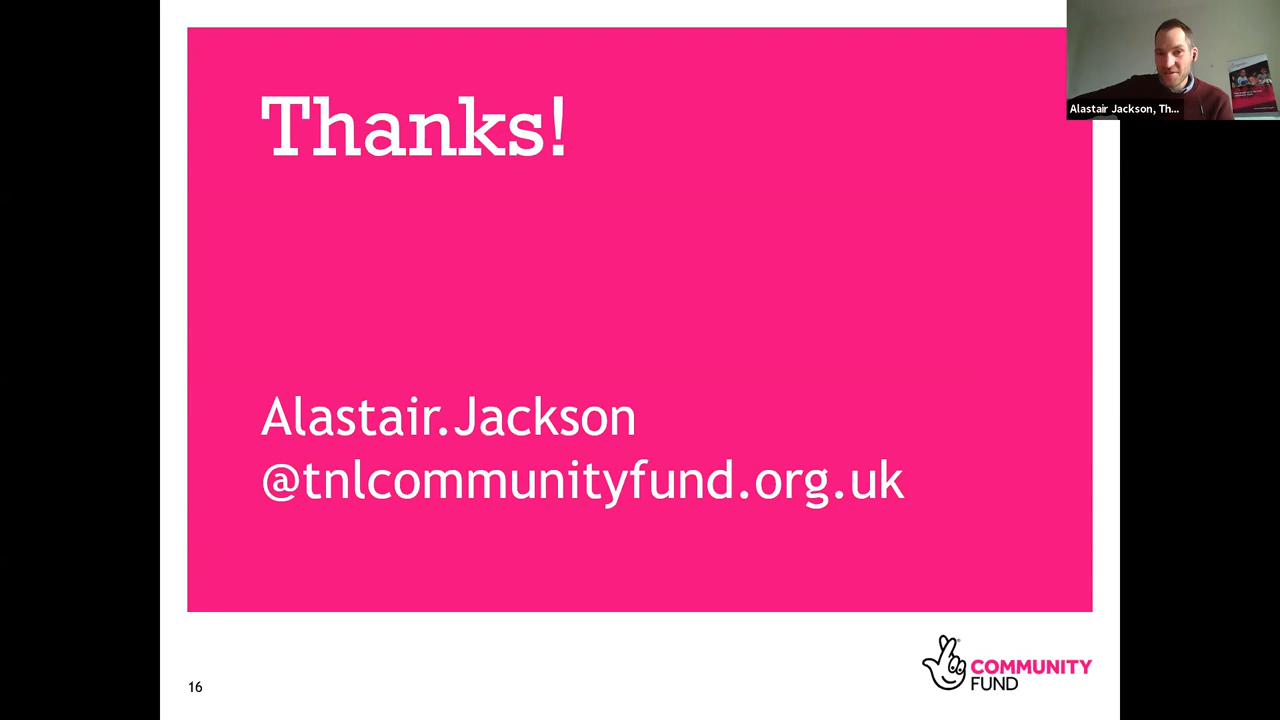 Thanks!
Alastair.Jackson
@tnlcommunityfund.org.uk
Alastair Jackson, Th...
16
COMMUNITY
FUND